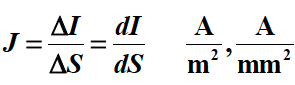 J = ΔI/ΔS = dI/dS A/m², A/mm²